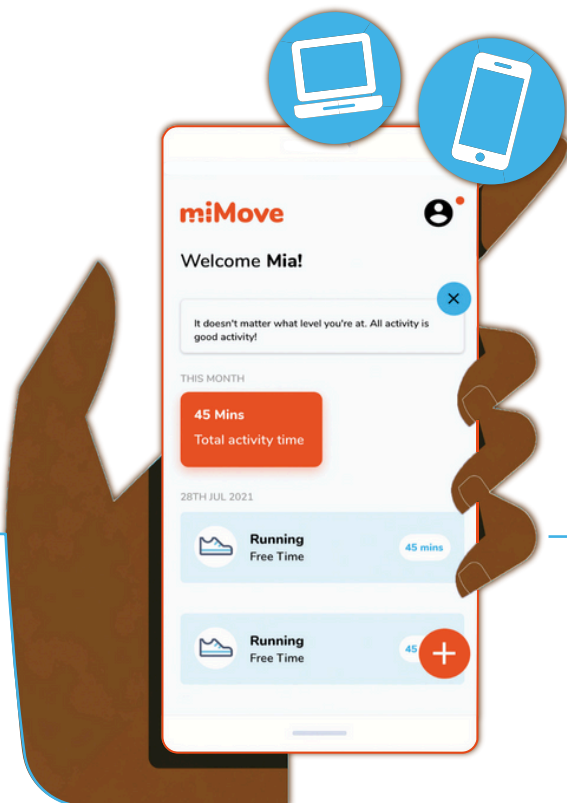 miMove
Welcome Mia!
It doesn't matter what level you're at. All activity is
good activity!
THIS MONTH
45 Mins
Total activity time
28TH JUL 2021
Running
Free Time
45 mins
Running
Free Time
45